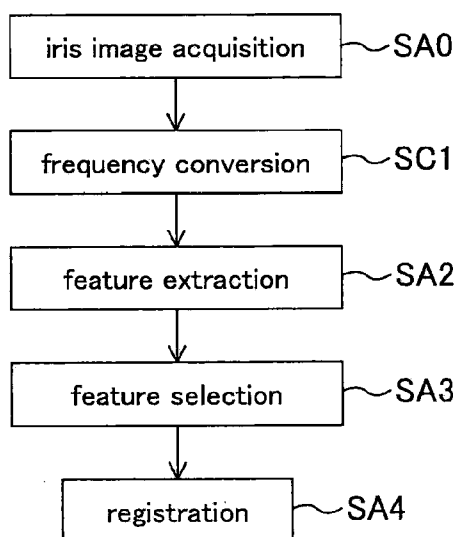 iris image acquisition SA0
frequency conversion SC1
feature extraction SA2
feature selection SA3
registration SA4